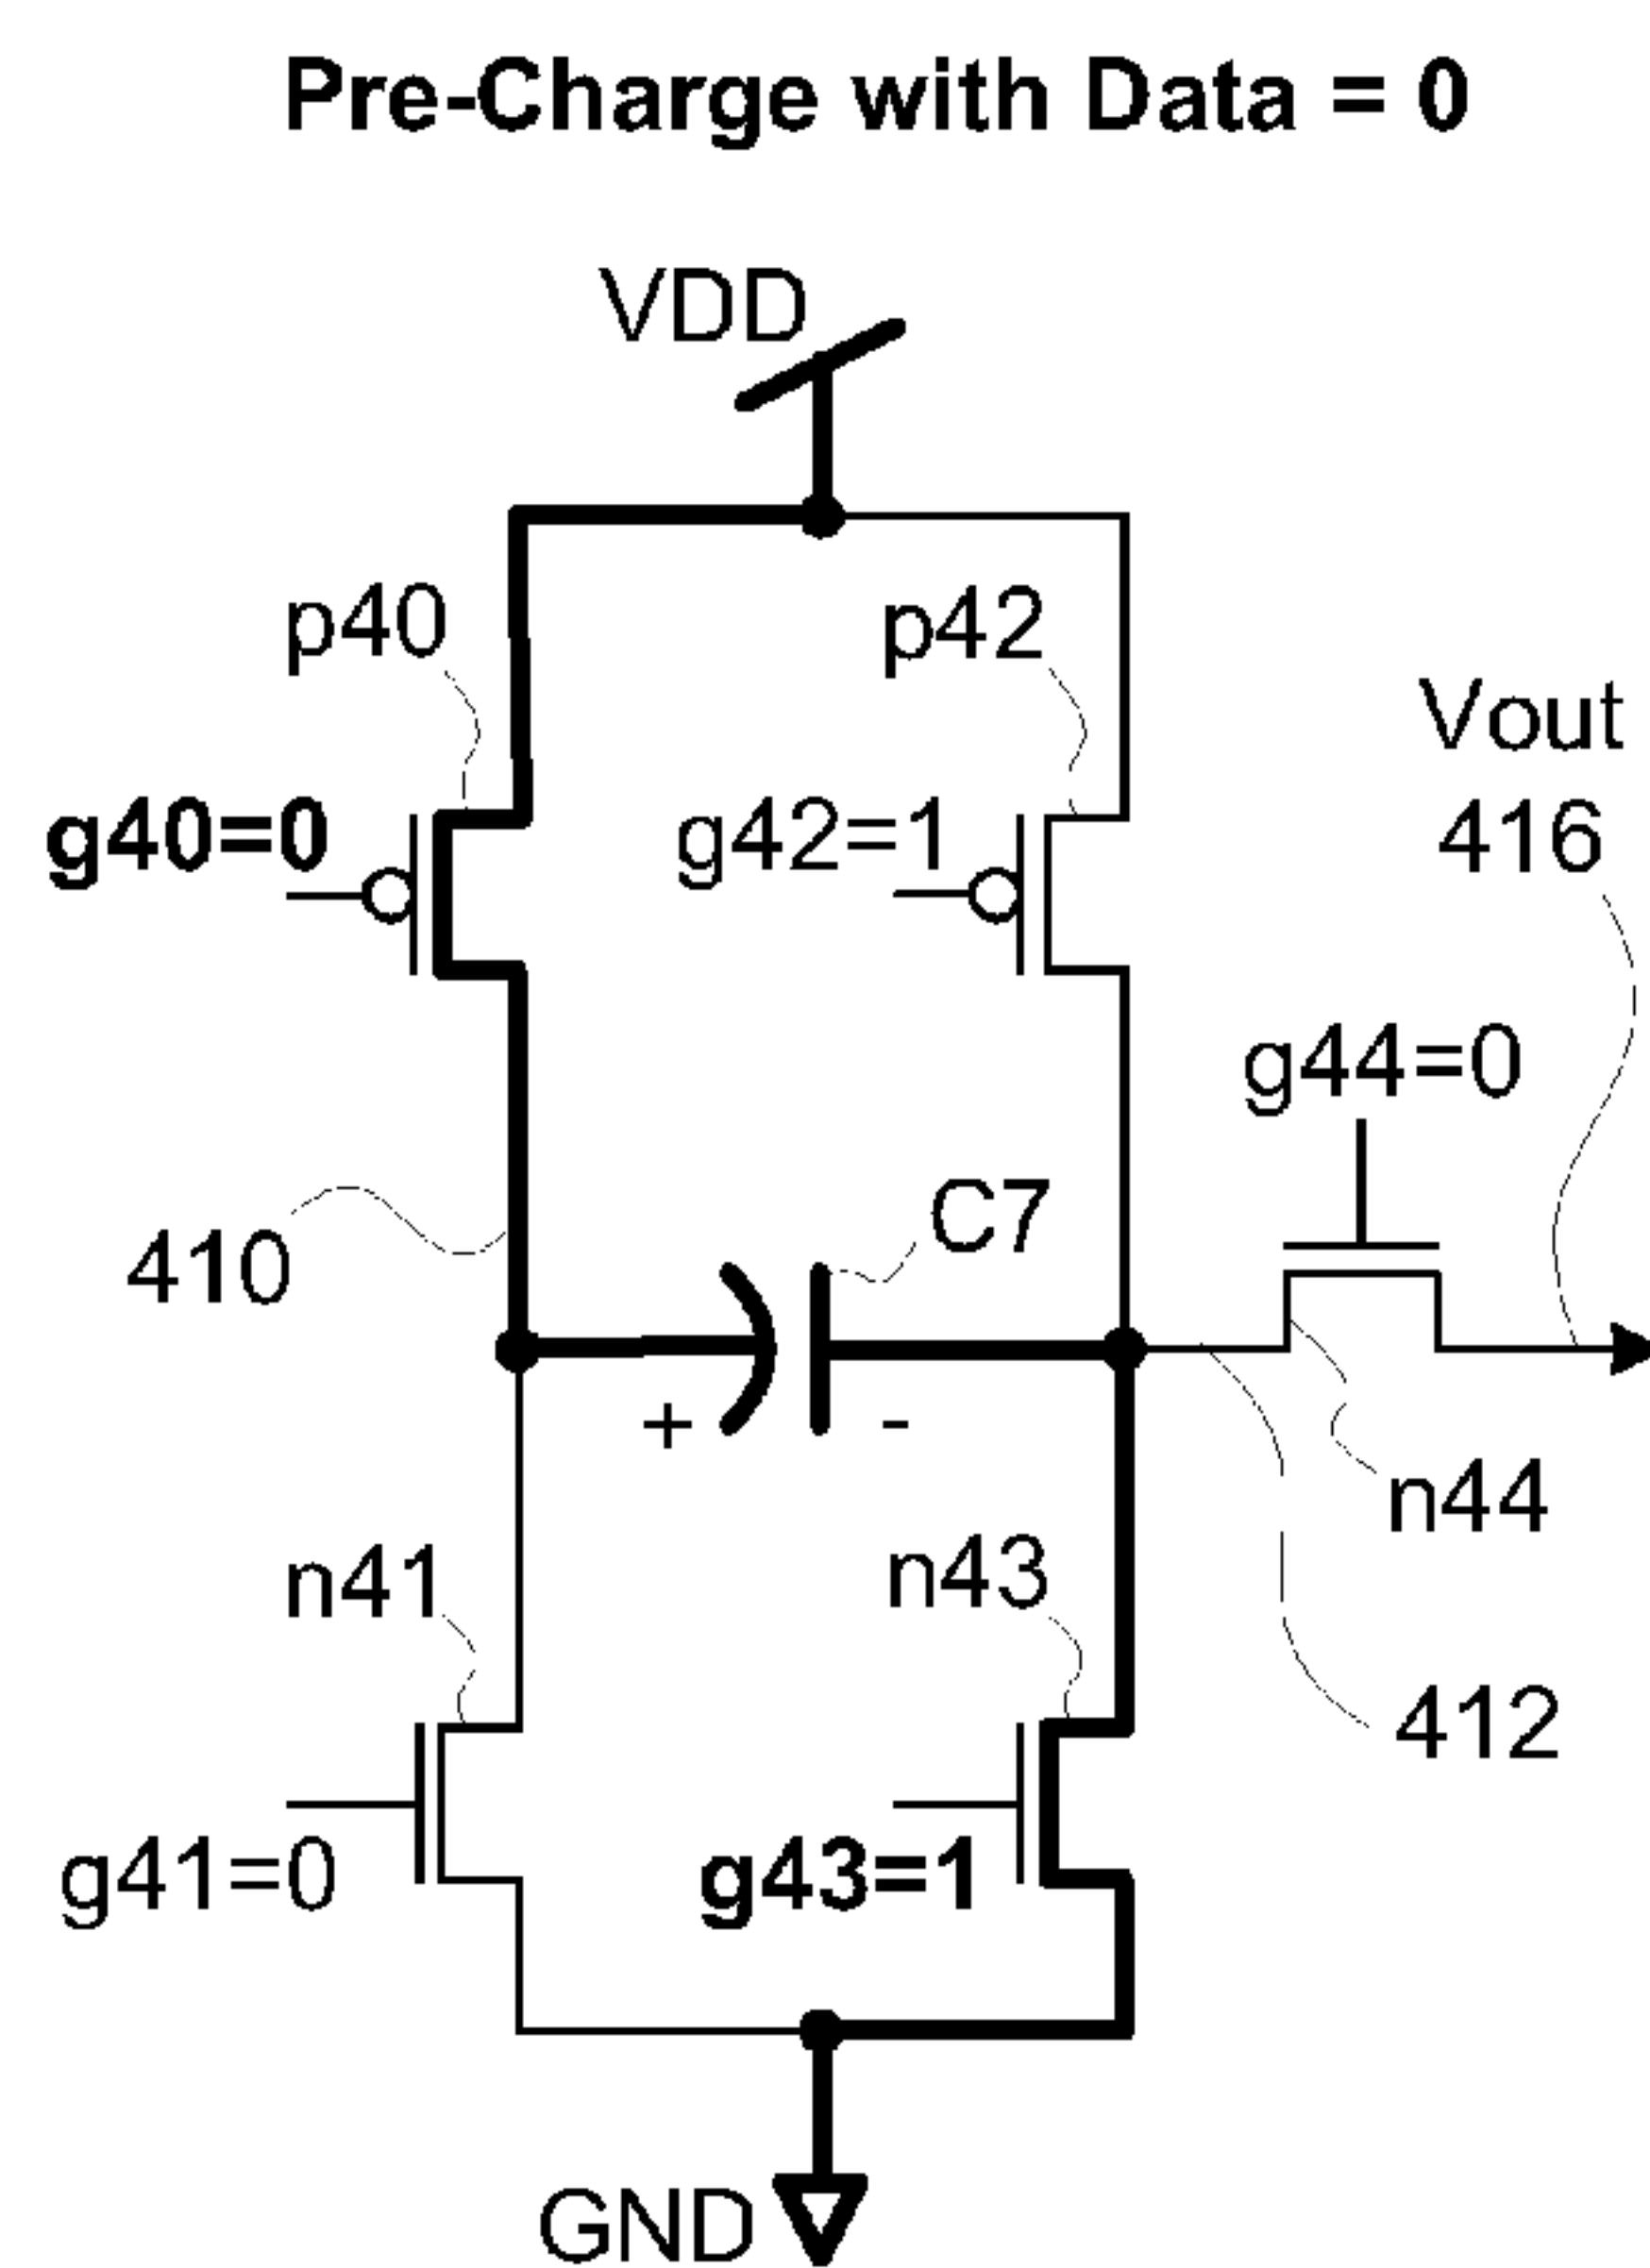 Pre-Charge with Data = 0
VDD
p40
p42
Vout
416
g40=0
g42=1
g44=0
C7
410
+
-
n44
n41
n43
412
g41=0
g43=1
GND